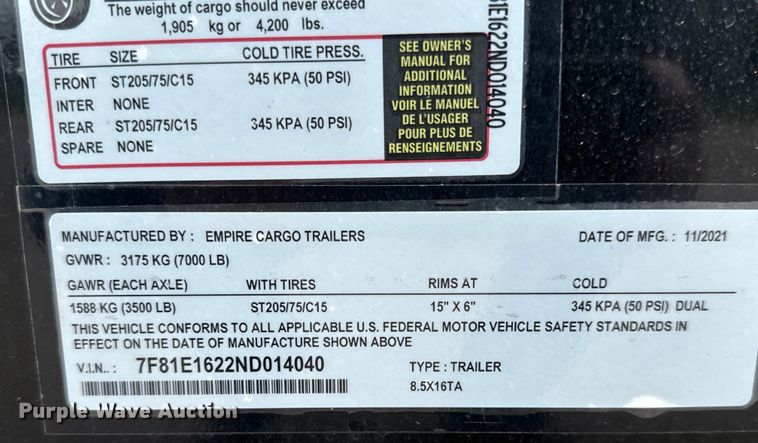 The weight of cargo should never exceed
1,905 kg or 4,200 lbs.
TIRE SIZE COLD TIRE PRESS.
FRONT ST205/75/C15 345 KPA (50 PSI)
INTER NONE
REAR ST205/75/C15 345 KPA (50 PSI)
SPARE NONE
SEE OWNER'S
MANUAL FOR
ADDITIONAL
INFORMATION
VOIR LE MANUEL
DE L'USAGER
POUR PLUS DE
RENSEIGNEMENTS
81E1622ND014040
MANUFACTURED BY : EMPIRE CARGO TRAILERS DATE OF MFG. : 11/2021
GVWR : 3175 KG (7000 LB)
GAWR (EACH AXLE) WITH TIRES RIMS AT COLD
1588 KG (3500 LB) ST205/75/C15 15" X 6" 345 KPA (50 PSI) DUAL
THIS VEHICLE CONFORMS TO ALL APPLICABLE U.S. FEDERAL MOTOR VEHICLE SAFETY STANDARDS IN
EFFECT ON THE DATE OF MANUFACTURE SHOWN ABOVE
V.I.N.. : 7F81E1622ND014040 TYPE : TRAILER
8.5X16TA
Purple Wave Auction